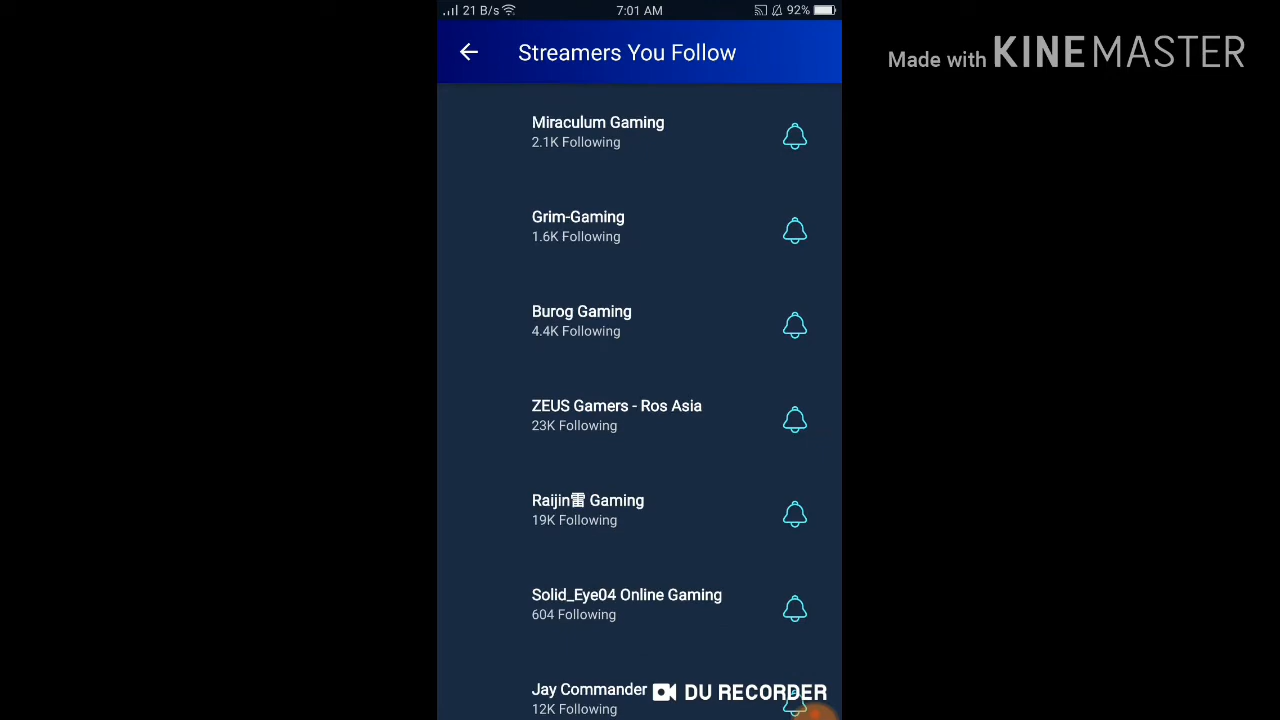 21 B/s
7:01 AM
92%
Streamers You Follow
Made with KINEMASTER
Miraculum Gaming
2.1K Following
Grim-Gaming
1.6K Following
Burog Gaming
4.4K Following
ZEUS Gamers - Ros Asia
23K Following
Raijin雷 Gaming
19K Following
Solid_Eye04 Online Gaming
604 Following
Jay Commander
DU RECORDER
12K Following